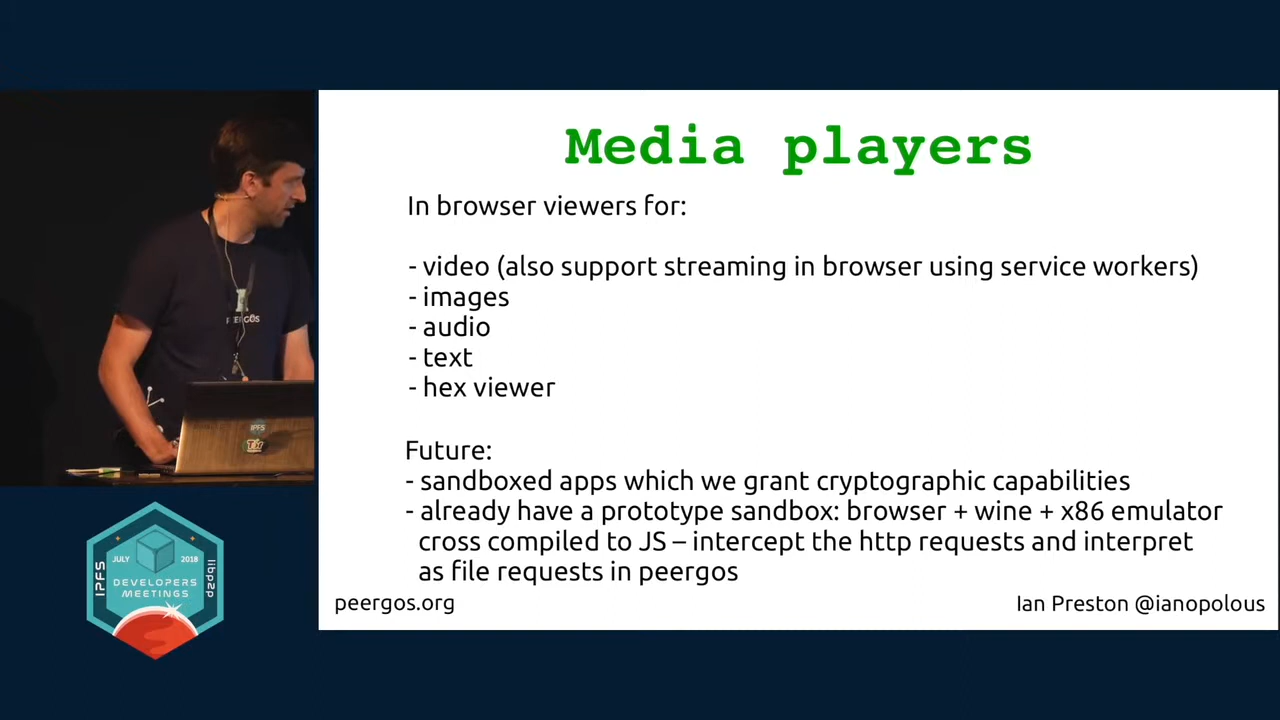 Media players
In browser viewers for:
- video (also support streaming in browser using service workers)
- images
- audio
- text
- hex viewer
Future:
- sandboxed apps which we grant cryptographic capabilities
- already have a prototype sandbox: browser + wine + x86 emulator
cross compiled to JS – intercept the http requests and interpret
as file requests in peergos
peergos.org
Ian Preston @ianopolous
PEERGOS
IPFS
Tor
JULY
2018
IPFS
libp2p
DEVELOPERS
MEETINGS